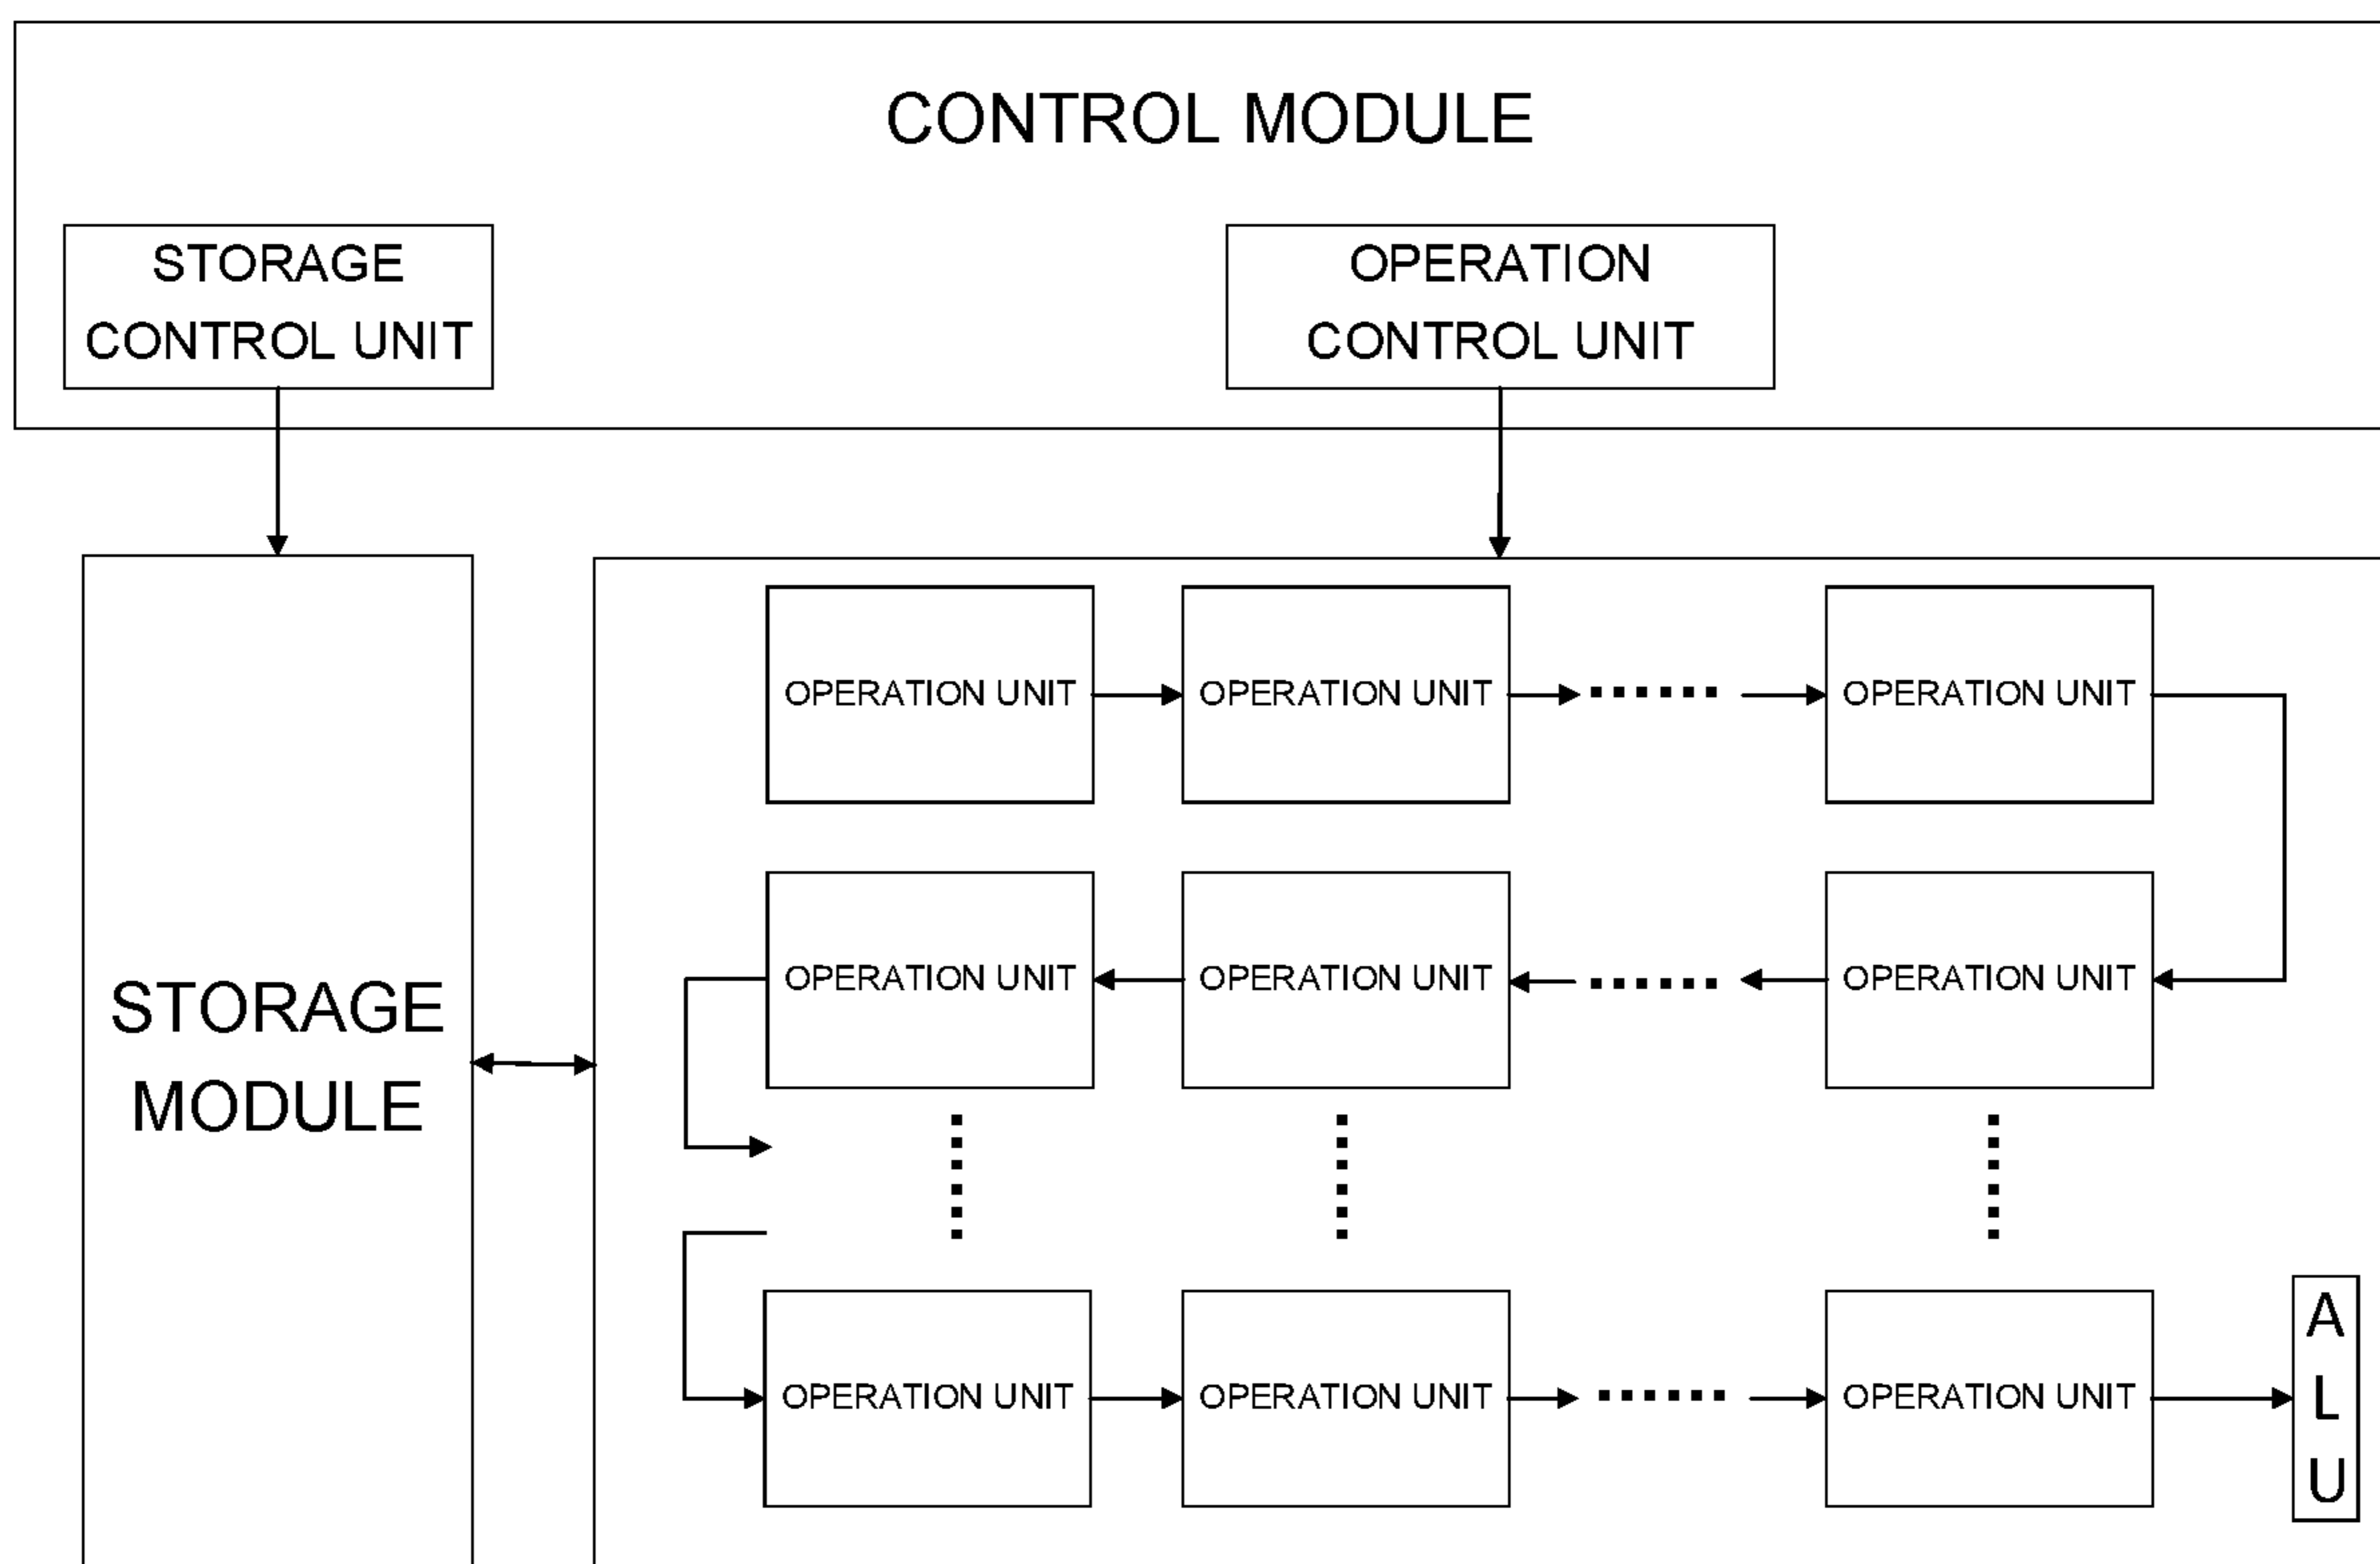 CONTROL MODULE
STORAGE
CONTROL UNIT
OPERATION
CONTROL UNIT
STORAGE
MODULE
OPERATION UNIT
OPERATION UNIT
OPERATION UNIT
OPERATION UNIT
OPERATION UNIT
OPERATION UNIT
OPERATION UNIT
OPERATION UNIT
OPERATION UNIT
A
L
U